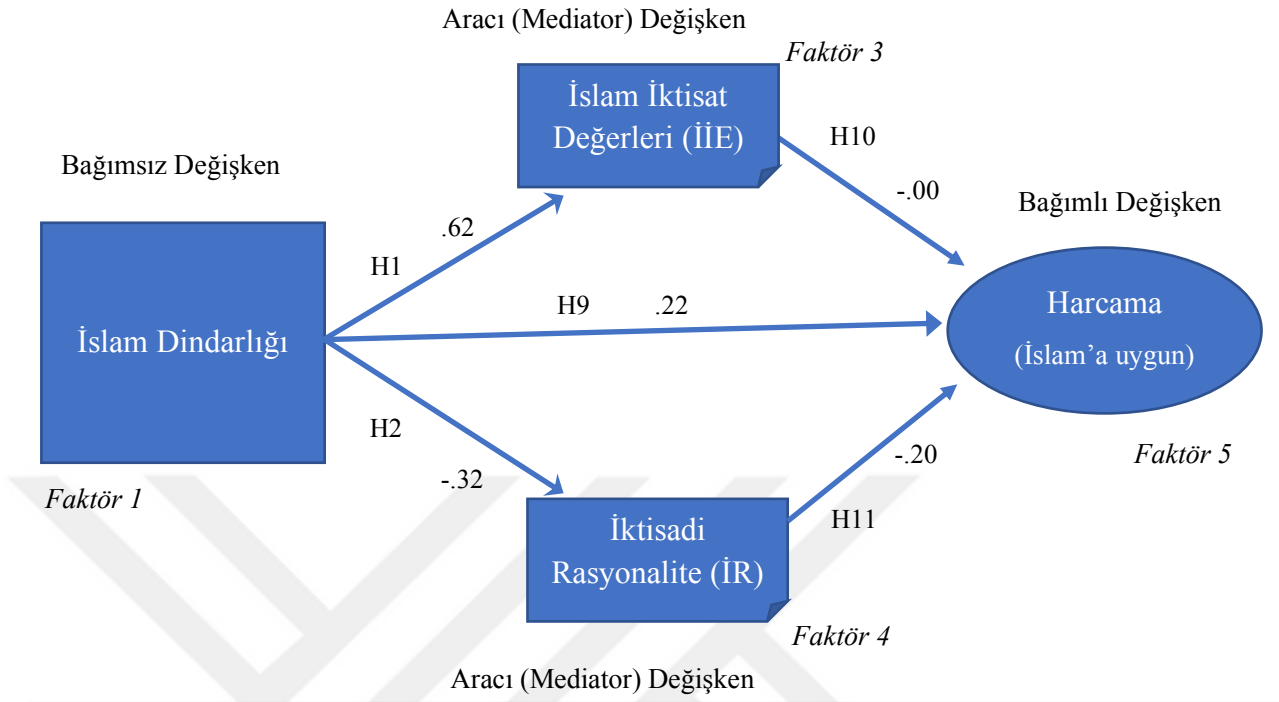 Aracı (Mediator) Değişken
Faktör 3
İslam İktisat
Değerleri (İİE)
H10
Bağımsız Değişken
-.00
Bağımlı Değişken
.62
H1
İslam Dindarlığı
H9 .22
Harcama
(İslam’a uygun)
H2
-.32
-.20
Faktör 5
Faktör 1
H11
İktisadi
Rasyonalite (İR)
Faktör 4
Aracı (Mediator) Değişken